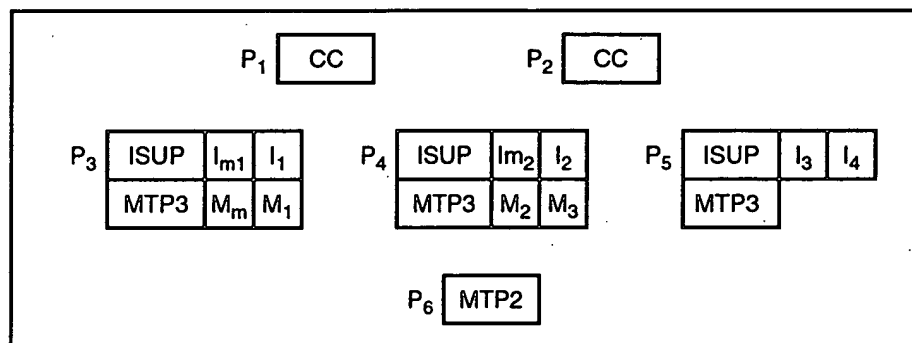 P₁ CC P₂ CC
P₃ ISUP Iₘ₁ I₁ P₄ ISUP Im₂ I₂ P₅ ISUP I₃ I₄
MTP3 Mₘ M₁ MTP3 M₂ M₃ MTP3
P₆ MTP2